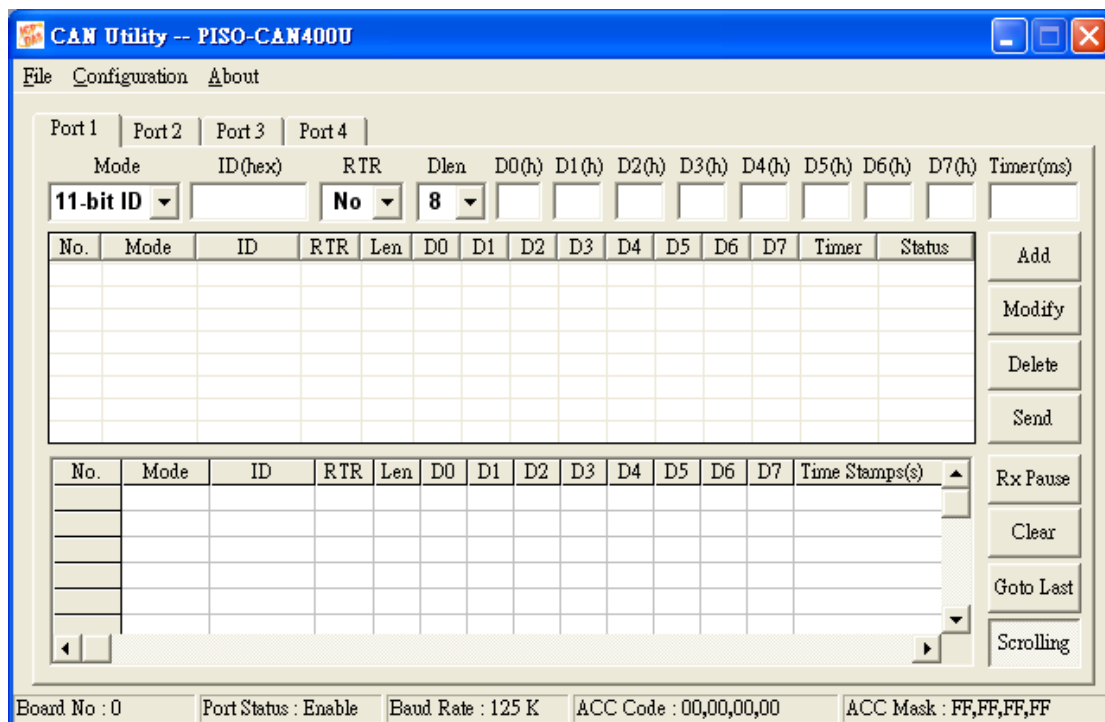 CAN Utility -- PISO-CAN400U
File Configuration About
Port 1 Port 2 Port 3 Port 4
Mode ID(hex) RTR Dlen D0(h) D1(h) D2(h) D3(h) D4(h) D5(h) D6(h) D7(h) Timer(ms)
11-bit ID No 8
No. Mode ID RTR Len D0 D1 D2 D3 D4 D5 D6 D7 Timer Status
Add
Modify
Delete
Send
No. Mode ID RTR Len D0 D1 D2 D3 D4 D5 D6 D7 Time Stamps(s)
Rx Pause
Clear
Goto Last
Scrolling
Board No : 0 Port Status : Enable Baud Rate : 125 K ACC Code : 00,00,00,00 ACC Mask : FF,FF,FF,FF